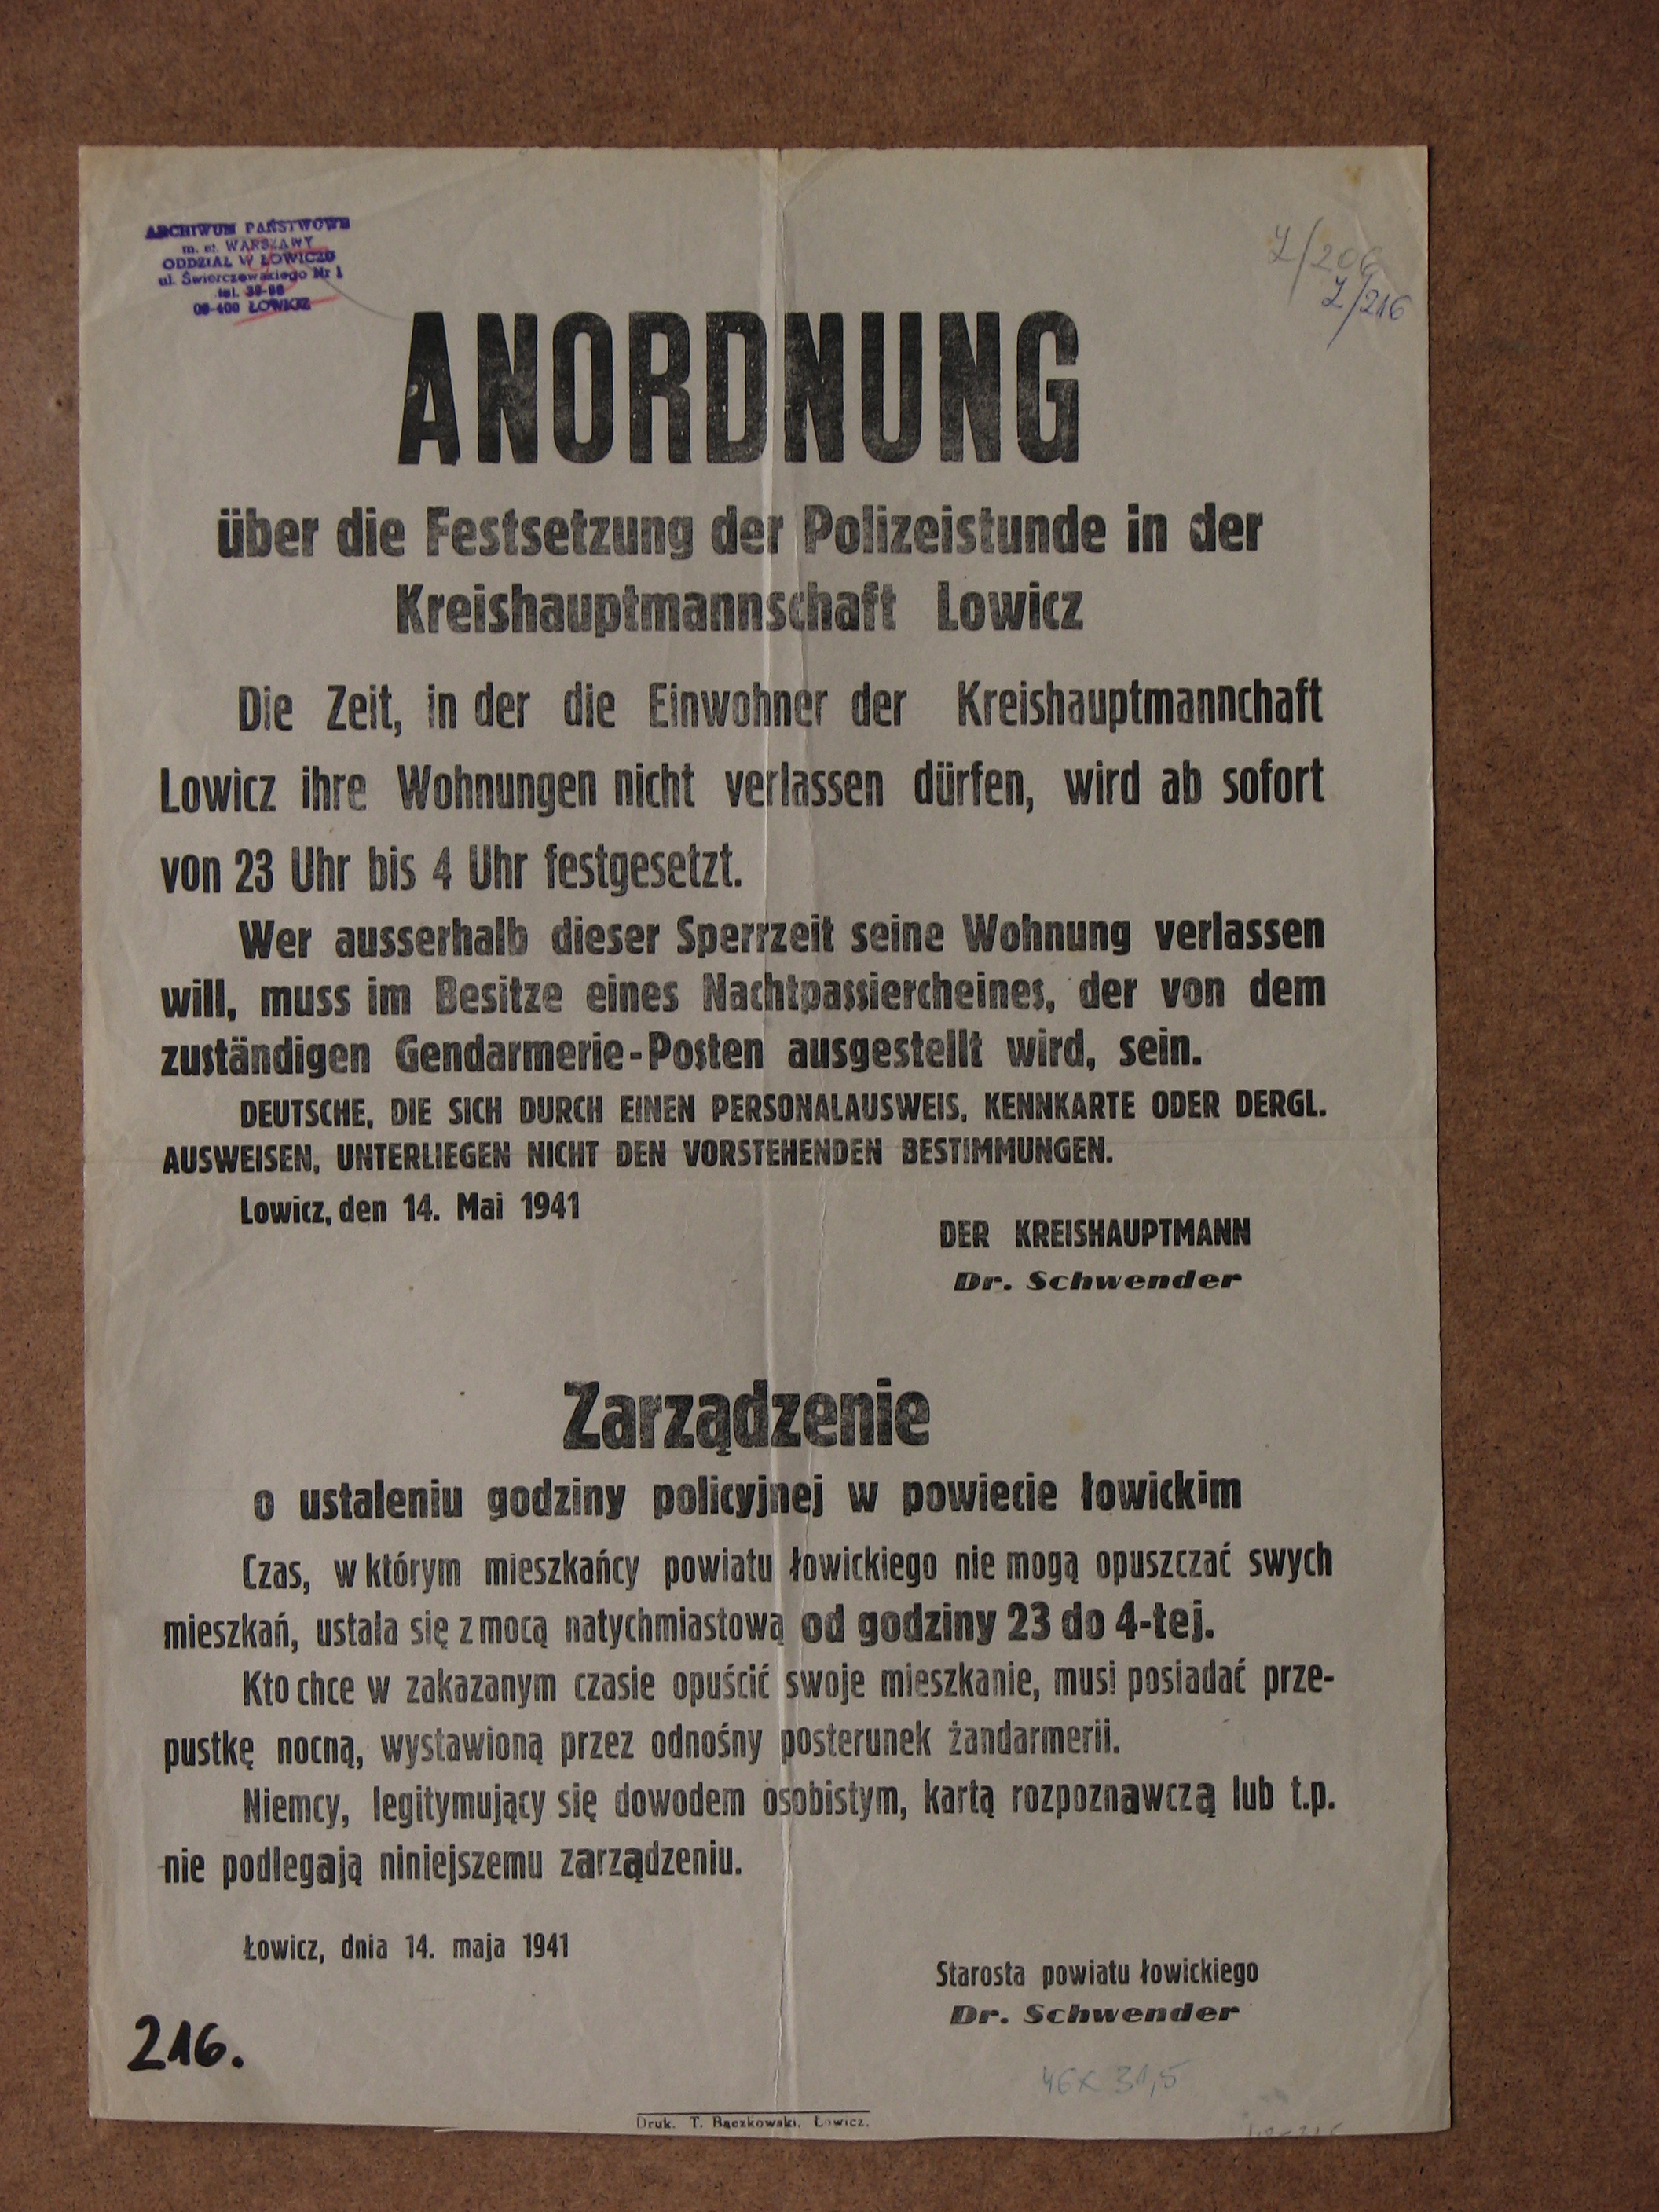 ARCHIWUM PAŃSTWOWE
m. st. WARSZAWY
ODDZIAŁ W ŁOWICZU
ul. Świerczewskiego Nr 1
tel. 39-86
09-400 ŁOWICZ
I/206
I/216
ANORDNUNG
über die Festsetzung der Polizeistunde in der
Kreishauptmannschaft Lowicz
Die Zeit, in der die Einwohner der Kreishauptmannchaft
Lowicz ihre Wohnungen nicht verlassen dürfen, wird ab sofort
von 23 Uhr bis 4 Uhr festgesetzt.
Wer ausserhalb dieser Sperrzeit seine Wohnung verlassen
will, muss im Besitze eines Nachtpassiercheines, der von dem
zuständigen Gendarmerie-Posten ausgestellt wird, sein.
DEUTSCHE, DIE SICH DURCH EINEN PERSONALAUSWEIS, KENNKARTE ODER DERGL.
AUSWEISEN, UNTERLIEGEN NICHT DEN VORSTEHENDEN BESTIMMUNGEN.
Lowicz, den 14. Mai 1941
DER KREISHAUPTMANN
Dr. Schwender
Zarządzenie
o ustaleniu godziny policyjnej w powiecie łowickim
Czas, w którym mieszkańcy powiatu łowickiego nie mogą opuszczać swych
mieszkań, ustala się z mocą natychmiastową od godziny 23 do 4-tej.
Kto chce w zakazanym czasie opuścić swoje mieszkanie, musi posiadać prze-
pustkę nocną, wystawioną przez odnośny posterunek żandarmerii.
Niemcy, legitymujący się dowodem osobistym, kartą rozpoznawczą lub t.p.
nie podlegają niniejszemu zarządzeniu.
Łowicz, dnia 14. maja 1941
Starosta powiatu łowickiego
Dr. Schwender
216.
46x 31,5
Druk. T. Bączkowski, Łowicz.